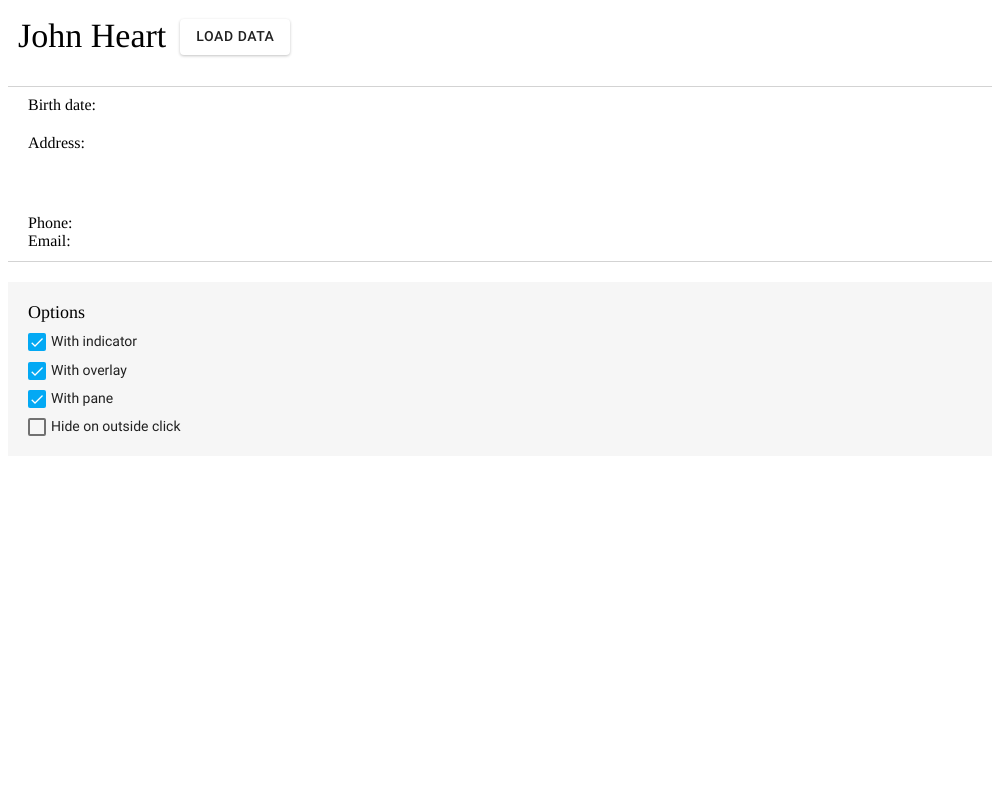 John Heart LOAD DATA
Birth date:
Address:
Phone:
Email:
Options
With indicator
With overlay
With pane
Hide on outside click